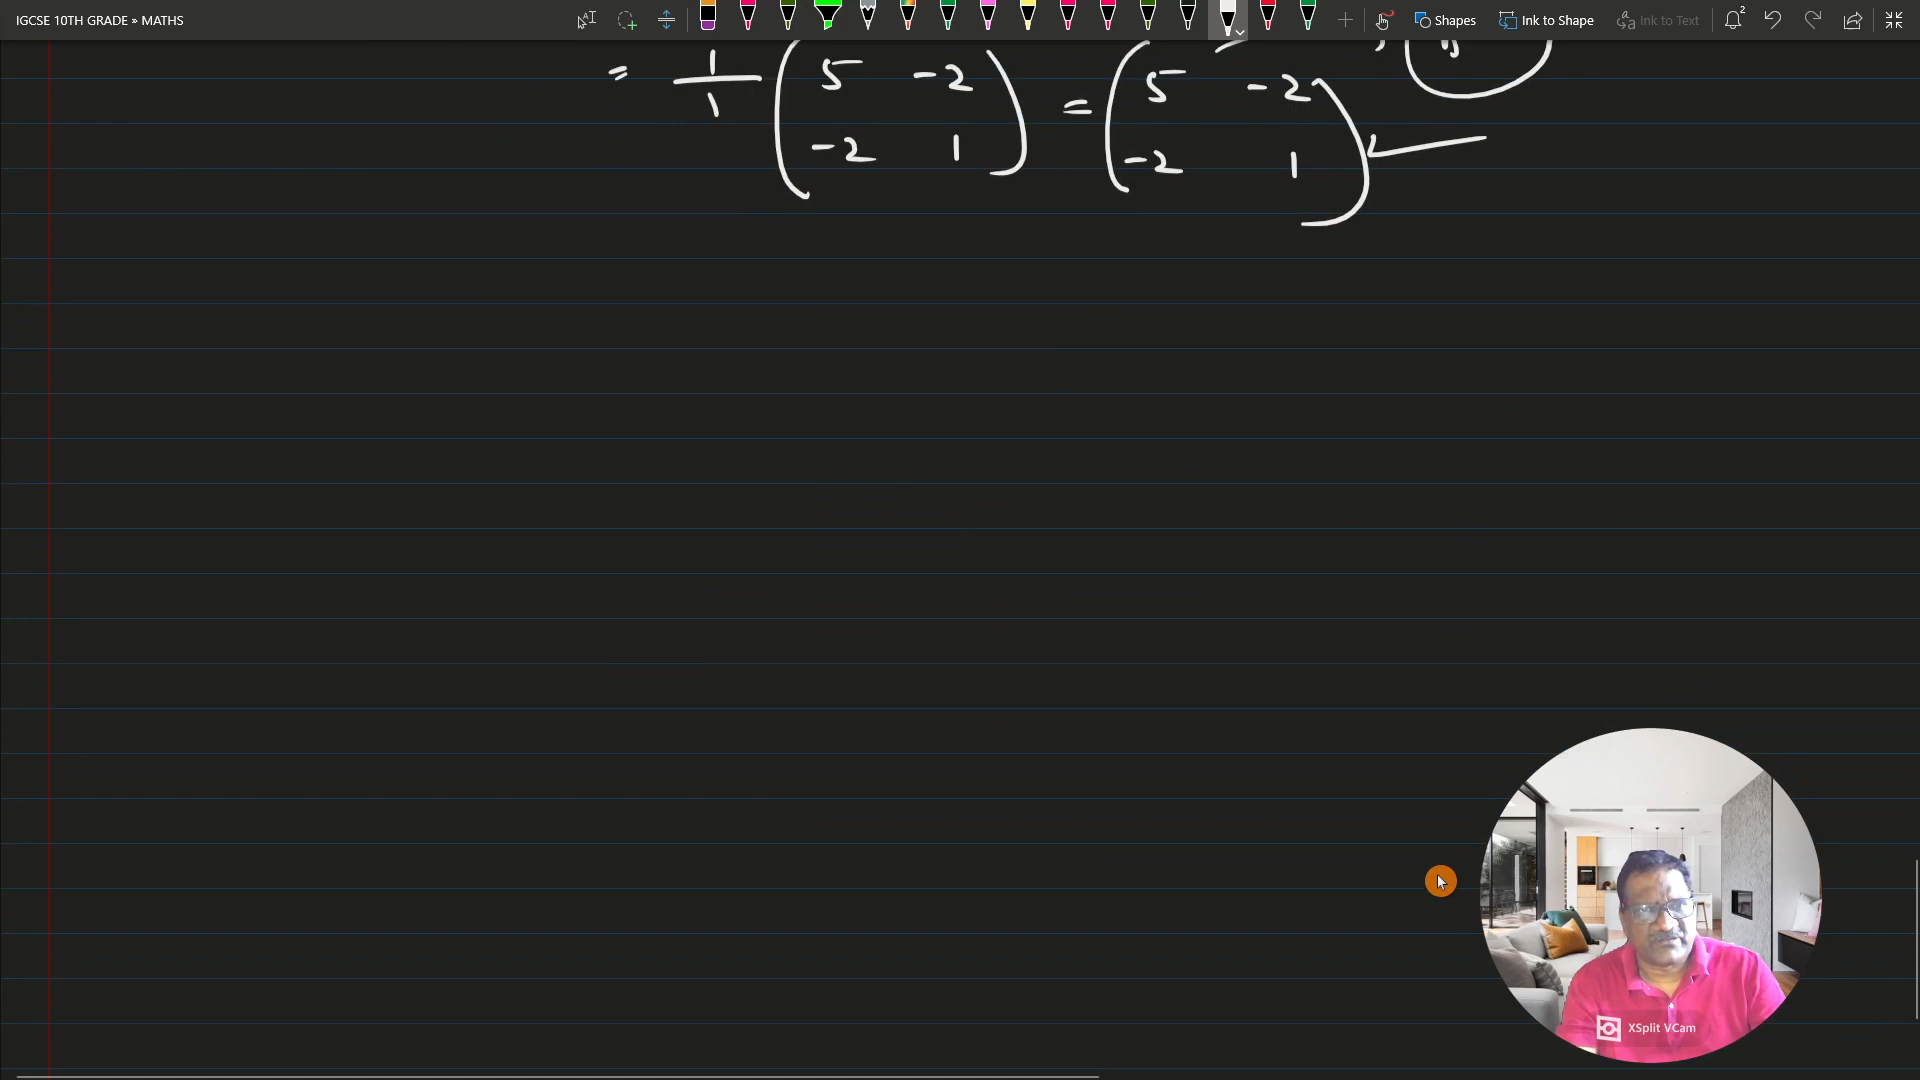 IGCSE 10TH GRADE » MATHS
Shapes Ink to Shape Ink to Text 2
= 1/1 ( 5 -2 ) = ( 5 -2 )
( -2 1 ) ( -2 1 )
XSplit VCam